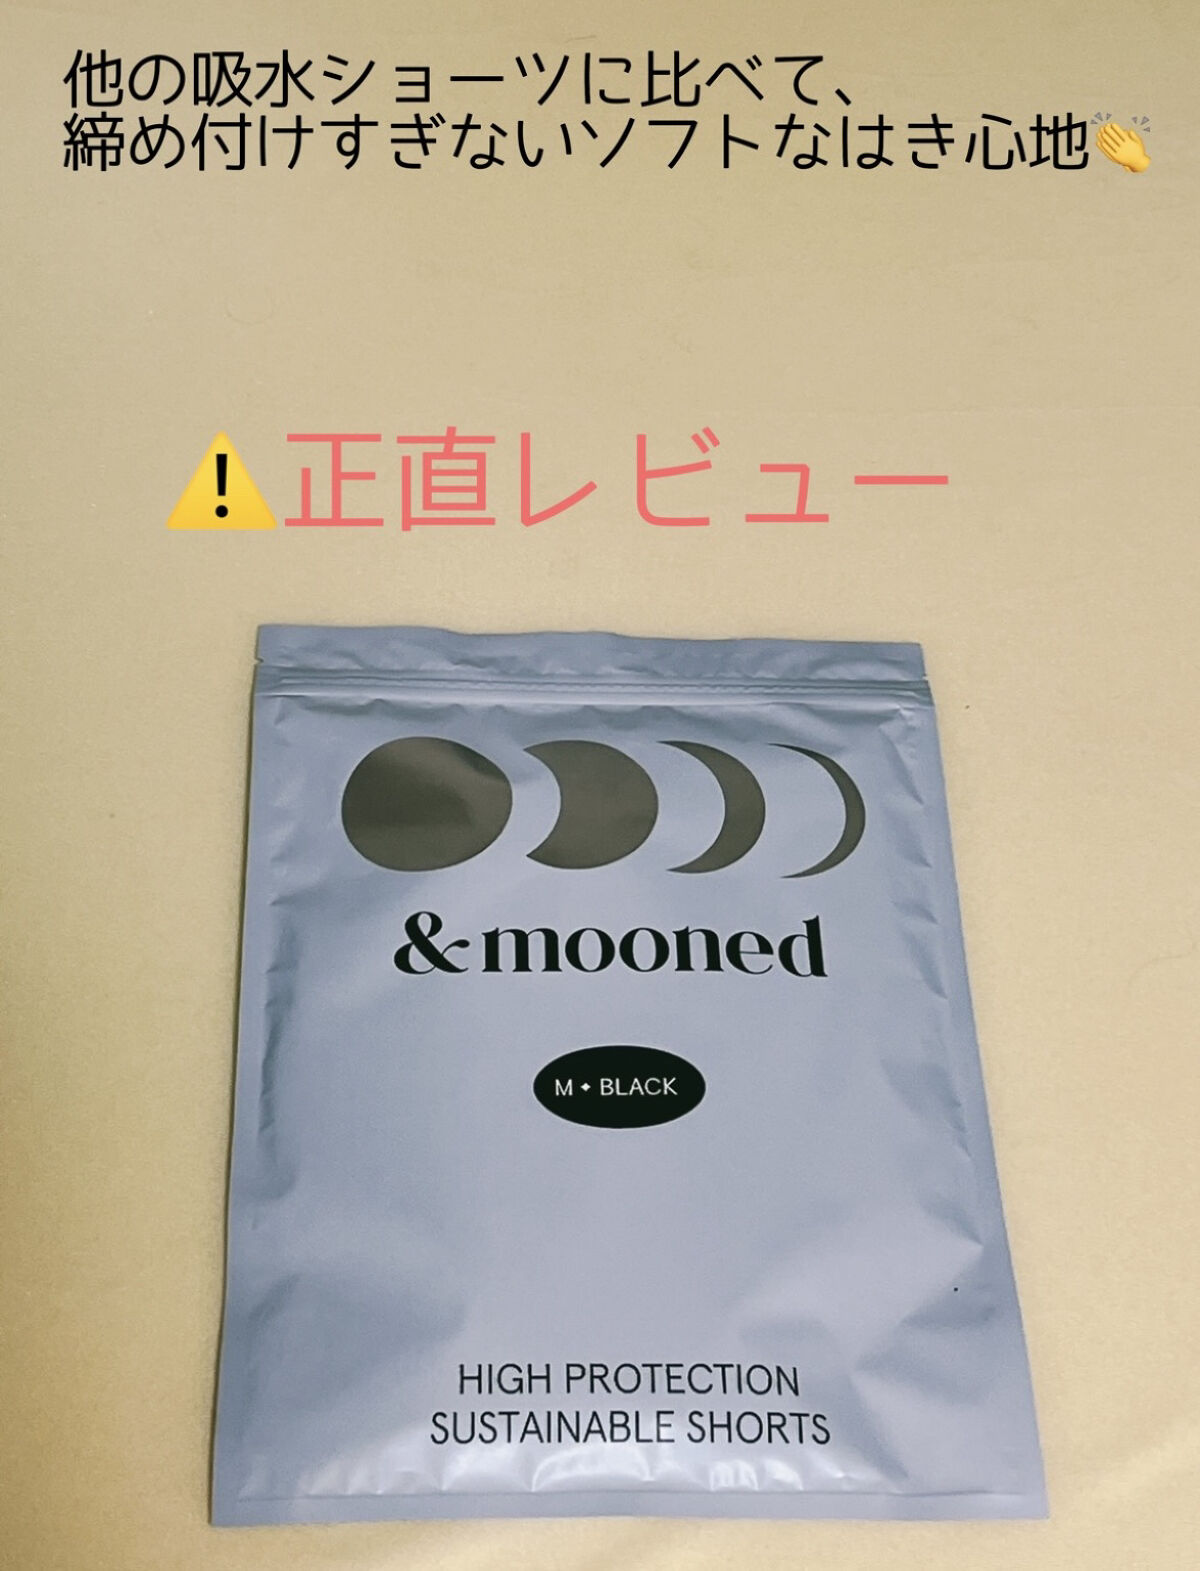 他の吸水ショーツに比べて、
締め付けすぎないソフトなはき心地👏
⚠️正直レビュー
&mooned
M • BLACK
HIGH PROTECTION
SUSTAINABLE SHORTS